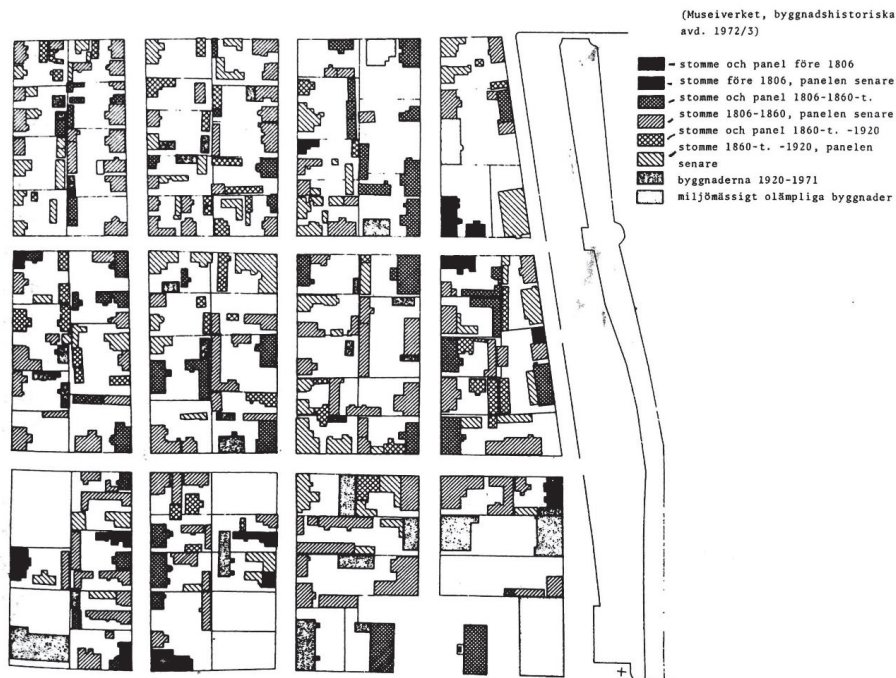 (Museiverket, byggnadshistoriska
avd. 1972/3)
stomme och panel före 1806
stomme före 1806, panelen senare
stomme och panel 1806-1860-t.
stomme 1806-1860, panelen senare
stomme och panel 1860-t. -1920
stomme 1860-t. -1920, panelen
senare
byggnaderna 1920-1971
miljömässigt olämpliga byggnader